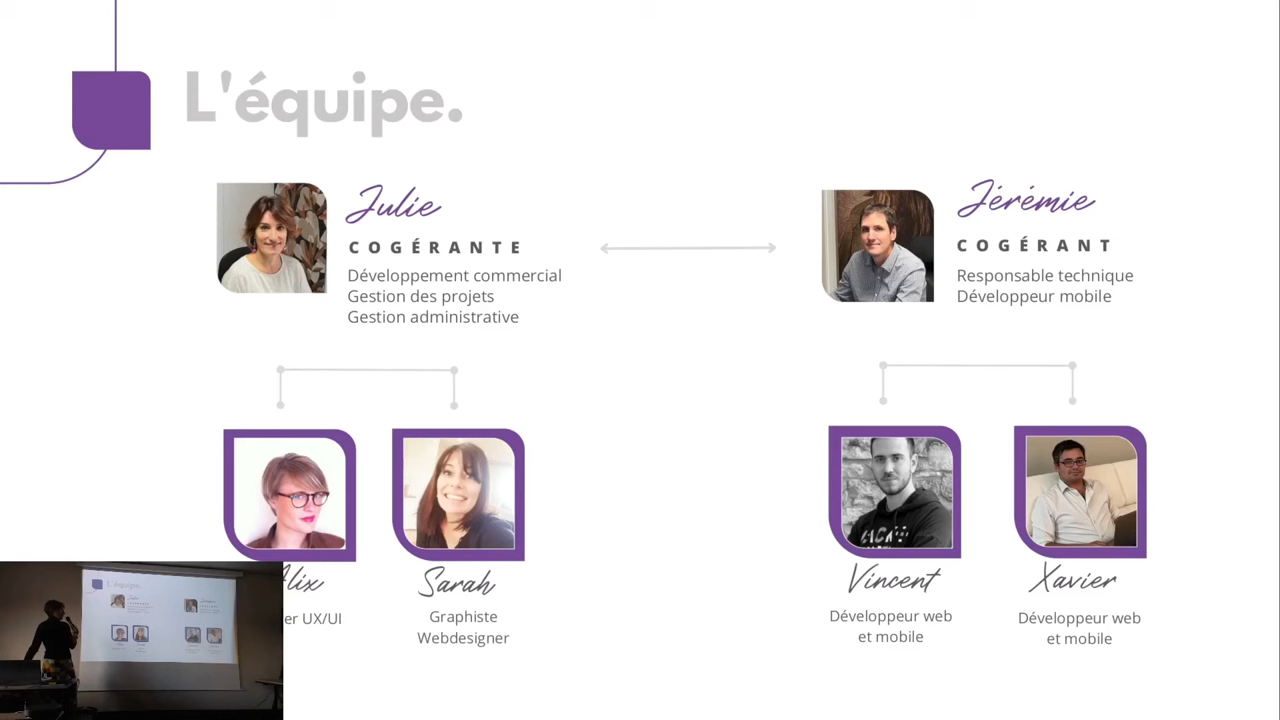 L'équipe.
Julie
COGÉRANTE
Développement commercial
Gestion des projets
Gestion administrative
Jérémie
COGÉRANT
Responsable technique
Développeur mobile
Sarah
Graphiste
Webdesigner
UX/UI
Vincent
Développeur web
et mobile
Xavier
Développeur web
et mobile